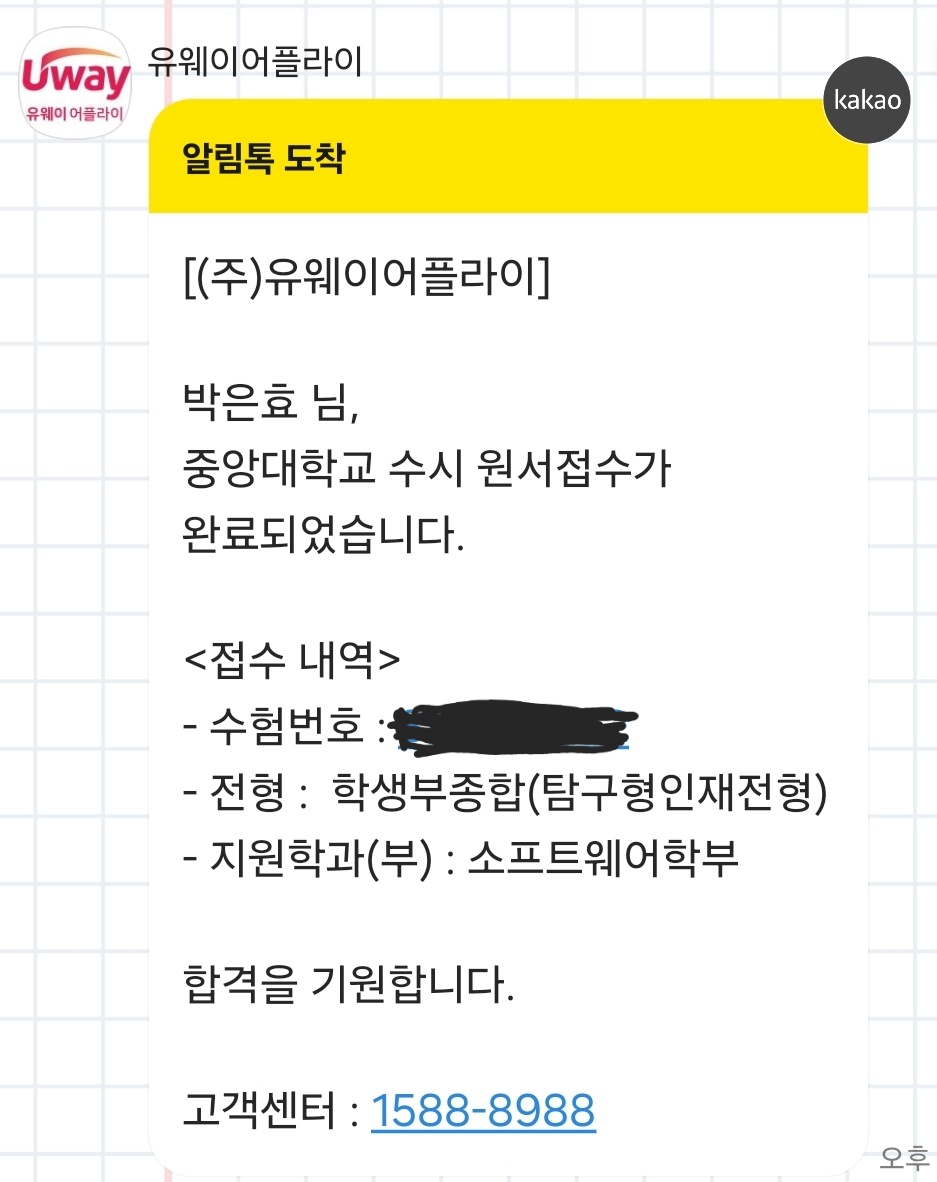 Uway
유웨이어플라이
유웨이어플라이
kakao
알림톡 도착
[(주)유웨이어플라이]
박은효 님,
중앙대학교 수시 원서접수가
완료되었습니다.
<접수 내역>
- 수험번호 :
- 전형 :  학생부종합(탐구형인재전형)
- 지원학과(부) : 소프트웨어학부
합격을 기원합니다.
고객센터 : 1588-8988
오후